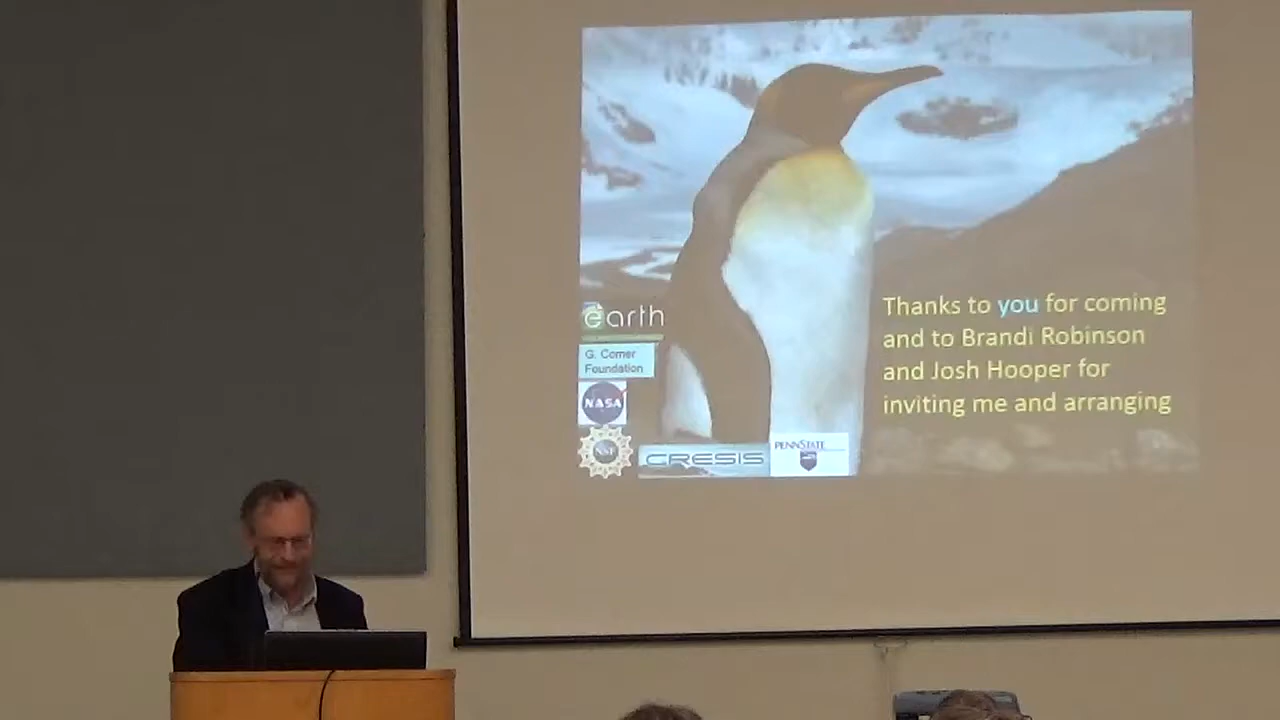 Thanks to you for coming
and to Brandi Robinson
and Josh Hooper for
inviting me and arranging
earth
G. Comer
Foundation
NASA
NSF
CRESIS
PENNSTATE